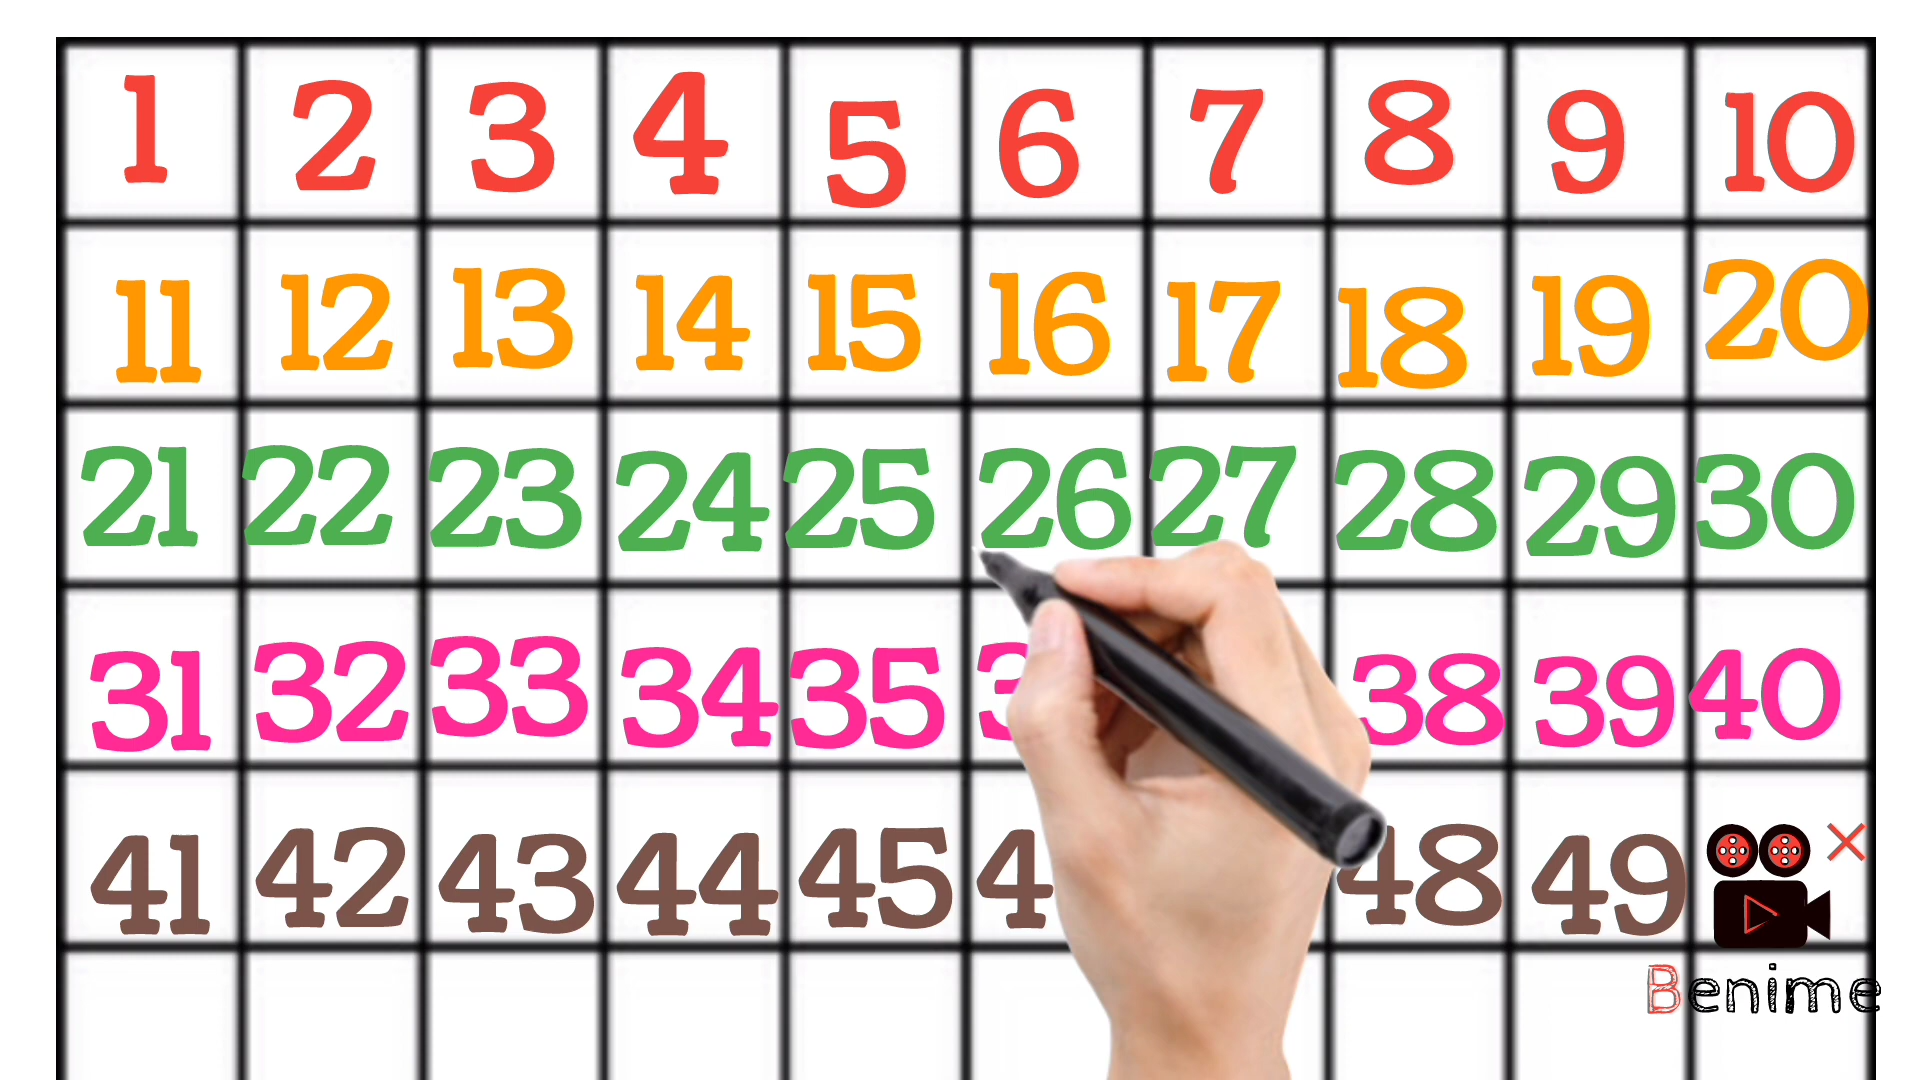 1 2 3 4 5 6 7 8 9 10
11 12 13 14 15 16 17 18 19 20
21 22 23 24 25 26 27 28 29 30
31 32 33 34 35 38 39 40
41 42 43 44 45 48 49
Benime